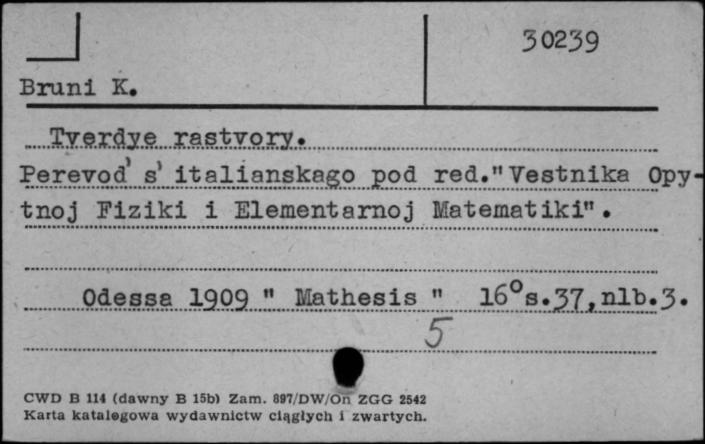 30239
Bruni K.
Tverdye rastvory.
Perevod' s' italianskago pod red."Vestnika Opy-
tnoj Fiziki i Elementarnoj Matematiki".
Odessa 1909 " Mathesis " 16° s.37,nlb.3.
5
CWD B 114 (dawny B 15b) Zam. 897/DW/On ZGG 2542
Karta katalogowa wydawnictw ciągłych i zwartych.